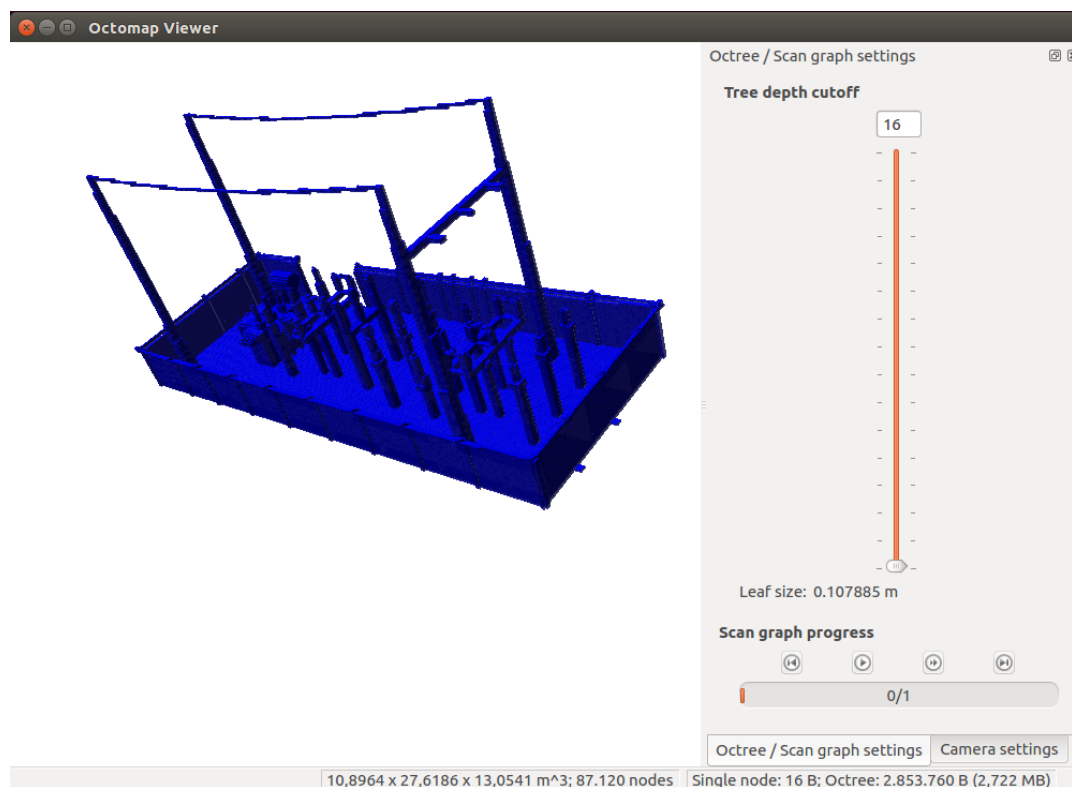 Octomap Viewer
Octree / Scan graph settings
Tree depth cutoff
16
Leaf size: 0.107885 m
Scan graph progress
0/1
Octree / Scan graph settings Camera settings
10,8964 x 27,6186 x 13,0541 m^3; 87.120 nodes Single node: 16 B; Octree: 2.853.760 B (2,722 MB)